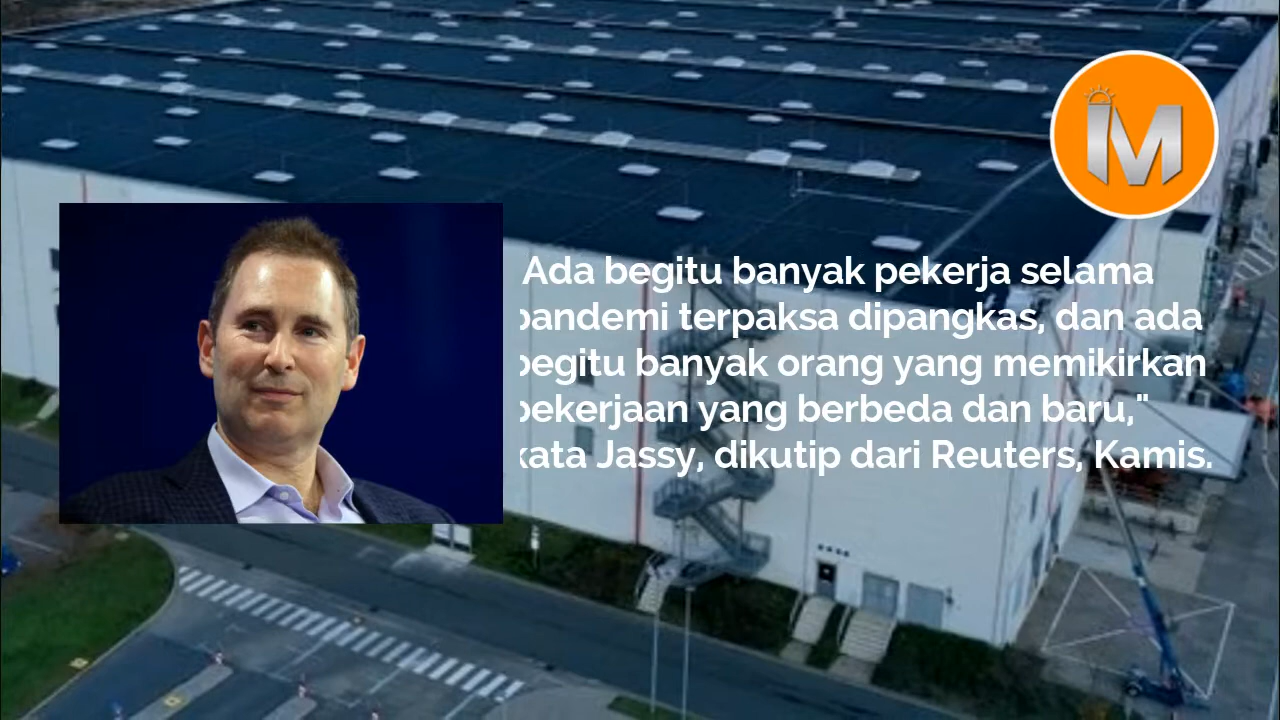 M
Ada begitu banyak pekerja selama
pandemi terpaksa dipangkas, dan ada
begitu banyak orang yang memikirkan
pekerjaan yang berbeda dan baru,"
kata Jassy, dikutip dari Reuters, Kamis.